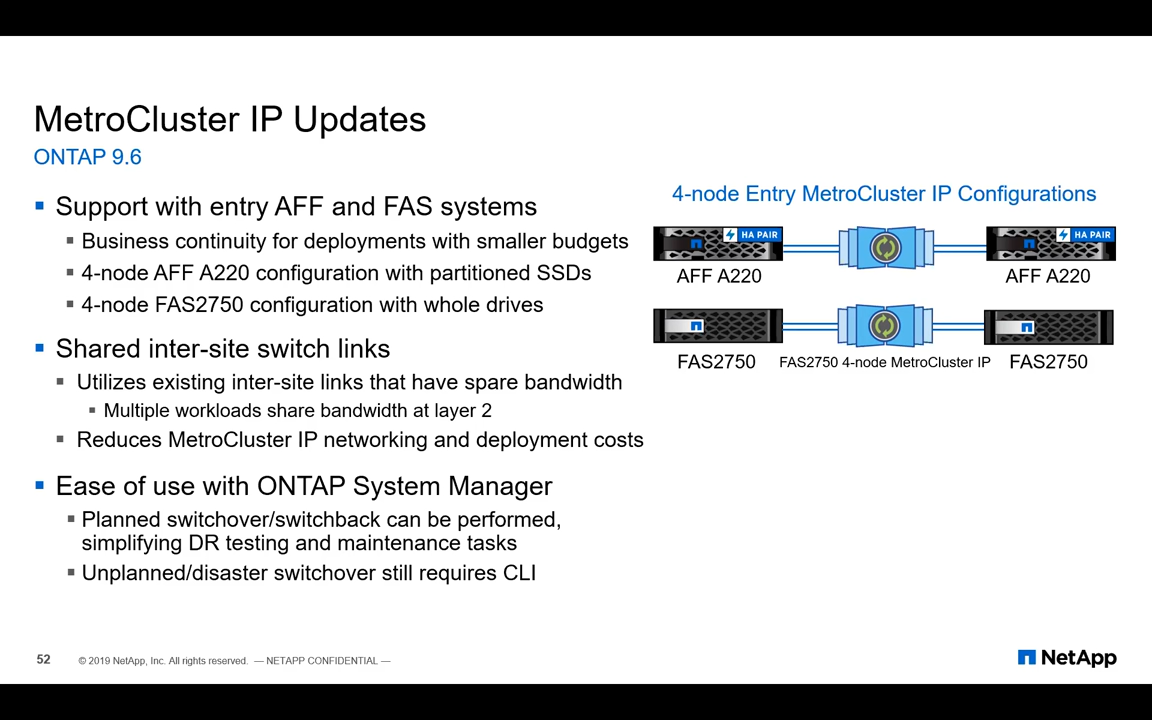 MetroCluster IP Updates
ONTAP 9.6
Support with entry AFF and FAS systems
Business continuity for deployments with smaller budgets
4-node AFF A220 configuration with partitioned SSDs
4-node FAS2750 configuration with whole drives
Shared inter-site switch links
Utilizes existing inter-site links that have spare bandwidth
Multiple workloads share bandwidth at layer 2
Reduces MetroCluster IP networking and deployment costs
Ease of use with ONTAP System Manager
Planned switchover/switchback can be performed,
simplifying DR testing and maintenance tasks
Unplanned/disaster switchover still requires CLI
4-node Entry MetroCluster IP Configurations
HA PAIR
HA PAIR
AFF A220
AFF A220
FAS2750
FAS2750 4-node MetroCluster IP
FAS2750
52
© 2019 NetApp, Inc. All rights reserved. — NETAPP CONFIDENTIAL —
NetApp